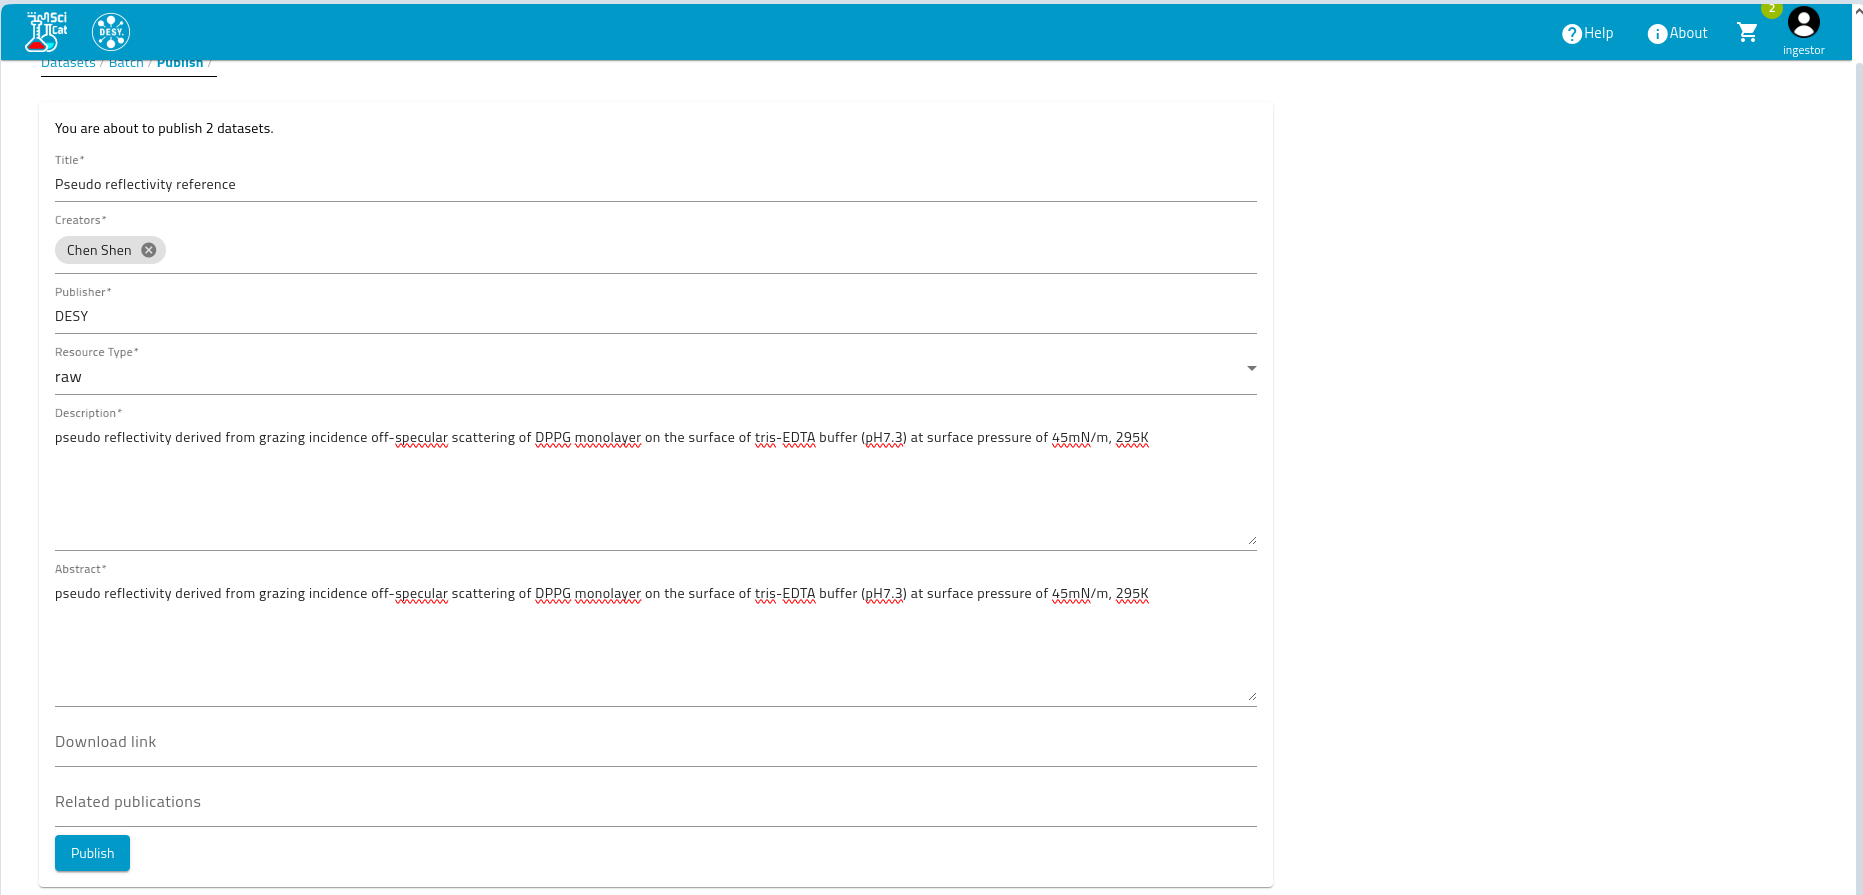 SciCat
DESY.
Help
About
2
ingestor
Datasets / Batch / Publish /
You are about to publish 2 datasets.
Title*
Pseudo reflectivity reference
Creators*
Chen Shen
Publisher*
DESY
Resource Type*
raw
Description*
pseudo reflectivity derived from grazing incidence off-specular scattering of DPPG monolayer on the surface of tris-EDTA buffer (pH7.3) at surface pressure of 45mN/m, 295K
Abstract*
pseudo reflectivity derived from grazing incidence off-specular scattering of DPPG monolayer on the surface of tris-EDTA buffer (pH7.3) at surface pressure of 45mN/m, 295K
Download link
Related publications
Publish